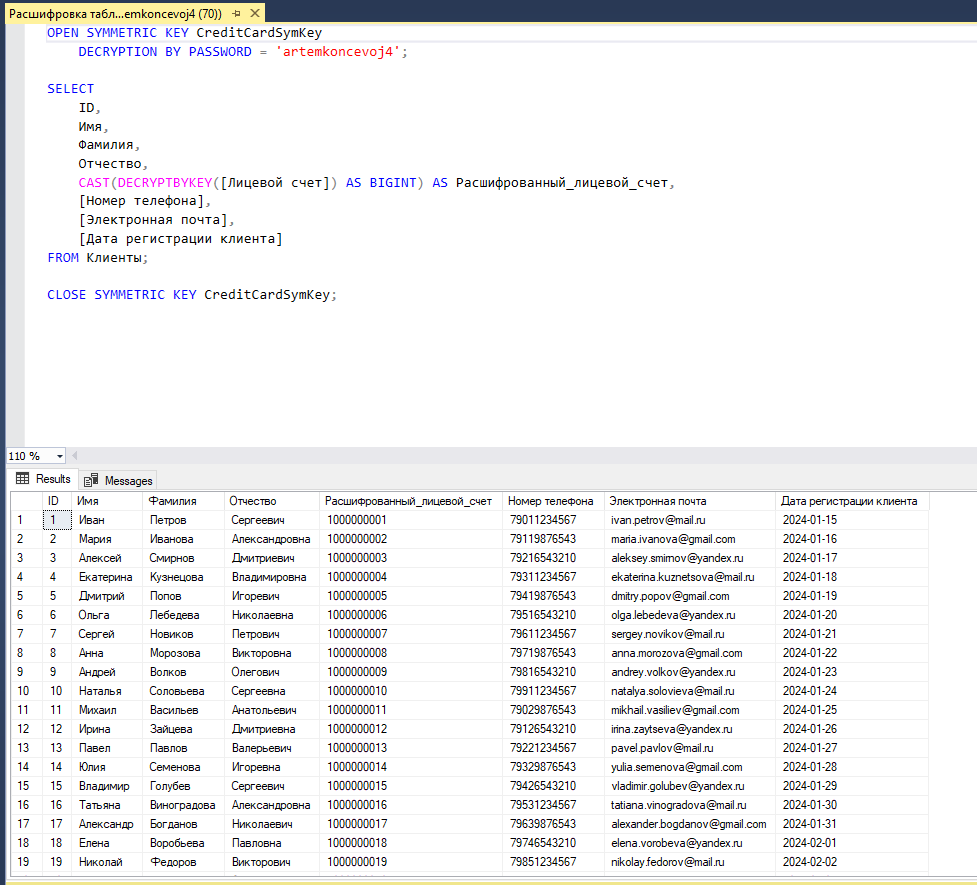 Расшифровка табл...emkoncevoj4 (70))
OPEN SYMMETRIC KEY CreditCardSymKey
DECRYPTION BY PASSWORD = 'artemkoncevoj4';
SELECT
ID,
Имя,
Фамилия,
Отчество,
CAST(DECRYPTBYKEY([Лицевой счет]) AS BIGINT) AS Расшифрованный_лицевой_счет,
[Номер телефона],
[Электронная почта],
[Дата регистрации клиента]
FROM Клиенты;
CLOSE SYMMETRIC KEY CreditCardSymKey;
110 %
Results Messages
ID Имя Фамилия Отчество Расшифрованный_лицевой_счет Номер телефона Электронная почта Дата регистрации клиента
1 1 Иван Петров Сергеевич 1000000001 79011234567 ivan.petrov@mail.ru 2024-01-15
2 2 Мария Иванова Александровна 1000000002 79119876543 maria.ivanova@gmail.com 2024-01-16
3 3 Алексей Смирнов Дмитриевич 1000000003 79216543210 aleksey.smirnov@yandex.ru 2024-01-17
4 4 Екатерина Кузнецова Владимировна 1000000004 79311234567 ekaterina.kuznetsova@mail.ru 2024-01-18
5 5 Дмитрий Попов Игоревич 1000000005 79419876543 dmitry.popov@gmail.com 2024-01-19
6 6 Ольга Лебедева Николаевна 1000000006 79516543210 olga.lebedeva@yandex.ru 2024-01-20
7 7 Сергей Новиков Петрович 1000000007 79611234567 sergey.novikov@mail.ru 2024-01-21
8 8 Анна Морозова Викторовна 1000000008 79719876543 anna.morozova@gmail.com 2024-01-22
9 9 Андрей Волков Олегович 1000000009 79816543210 andrey.volkov@yandex.ru 2024-01-23
10 10 Наталья Соловьева Сергеевна 1000000010 79911234567 natalya.solovieva@mail.ru 2024-01-24
11 11 Михаил Васильев Анатольевич 1000000011 79029876543 mikhail.vasiliev@gmail.com 2024-01-25
12 12 Ирина Зайцева Дмитриевна 1000000012 79126543210 irina.zaytseva@yandex.ru 2024-01-26
13 13 Павел Павлов Валерьевич 1000000013 79221234567 pavel.pavlov@mail.ru 2024-01-27
14 14 Юлия Семенова Игоревна 1000000014 79329876543 yulia.semenova@gmail.com 2024-01-28
15 15 Владимир Голубев Сергеевич 1000000015 79426543210 vladimir.golubev@yandex.ru 2024-01-29
16 16 Татьяна Виноградова Александровна 1000000016 79531234567 tatiana.vinogradova@mail.ru 2024-01-30
17 17 Александр Богданов Николаевич 1000000017 79639876543 alexander.bogdanov@gmail.com 2024-01-31
18 18 Елена Воробьева Павловна 1000000018 79746543210 elena.vorobeva@yandex.ru 2024-02-01
19 19 Николай Федоров Викторович 1000000019 79851234567 nikolay.fedorov@mail.ru 2024-02-02